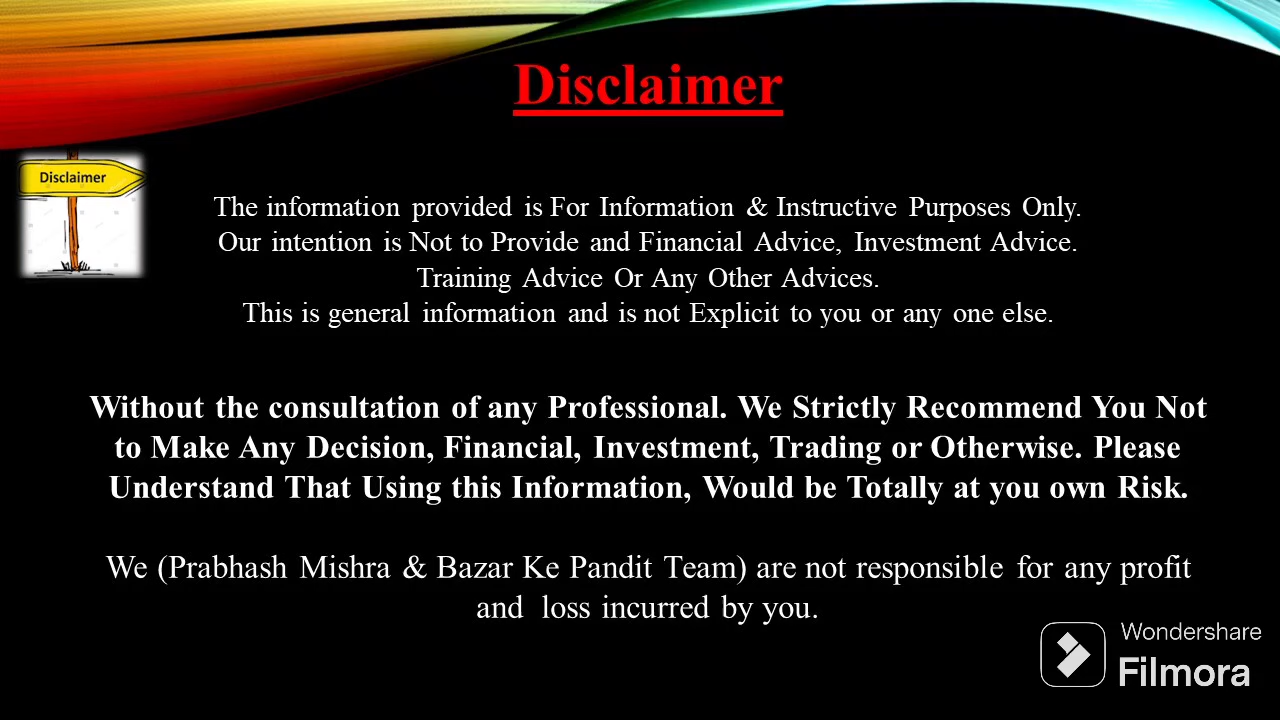 Disclaimer
Disclaimer
The information provided is For Information & Instructive Purposes Only.
Our intention is Not to Provide and Financial Advice, Investment Advice.
Training Advice Or Any Other Advices.
This is general information and is not Explicit to you or any one else.
Without the consultation of any Professional. We Strictly Recommend You Not
to Make Any Decision, Financial, Investment, Trading or Otherwise. Please
Understand That Using this Information, Would be Totally at you own Risk.
We (Prabhash Mishra & Bazar Ke Pandit Team) are not responsible for any profit
and loss incurred by you.
Wondershare
Filmora